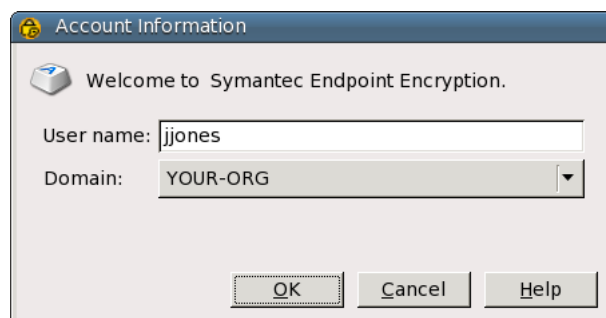 Account Information
Welcome to Symantec Endpoint Encryption.
User name: jjones
Domain: YOUR-ORG
OK Cancel Help